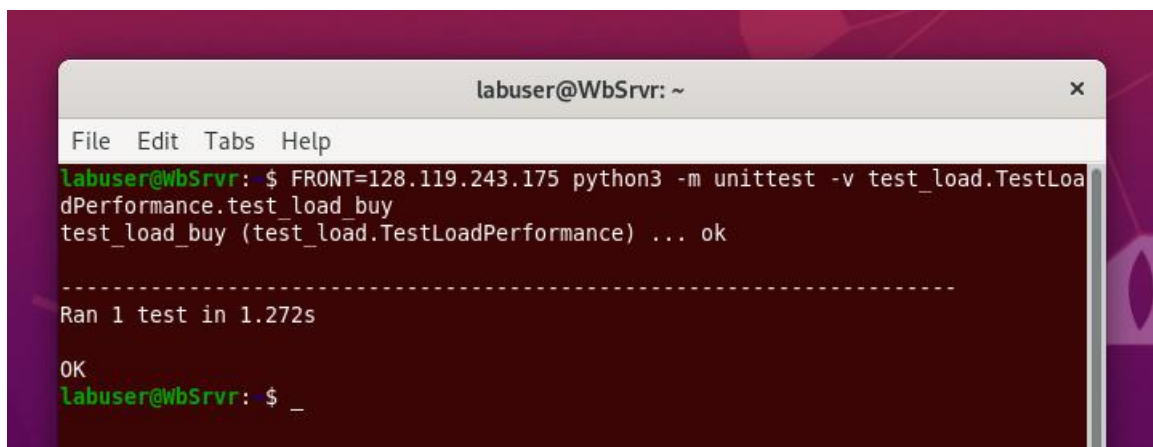 labuser@WbSrvr: ~ ×
File Edit Tabs Help
labuser@WbSrvr:~$ FRONT=128.119.243.175 python3 -m unittest -v test_load.TestLoa
dPerformance.test_load_buy
test_load_buy (test_load.TestLoadPerformance) ... ok
----------------------------------------------------------------------
Ran 1 test in 1.272s
OK
labuser@WbSrvr:~$ _